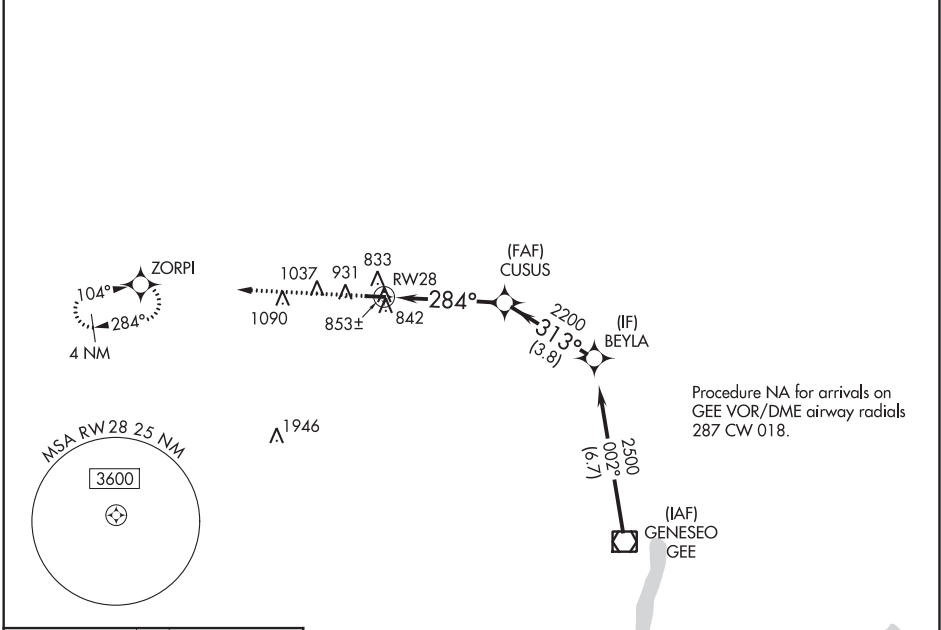 (FAF)
CUSUS
ZORPI
104°
284°
4 NM
1037
931
833
RW28
1090
853±
842
284°
2200
313°
(3.8)
(IF)
BEYLA
Procedure NA for arrivals on
GEE VOR/DME airway radials
287 CW 018.
1946
MSA RW 28 25 NM
3600
2500
002°
(6.7)
(IAF)
GENESEO
GEE